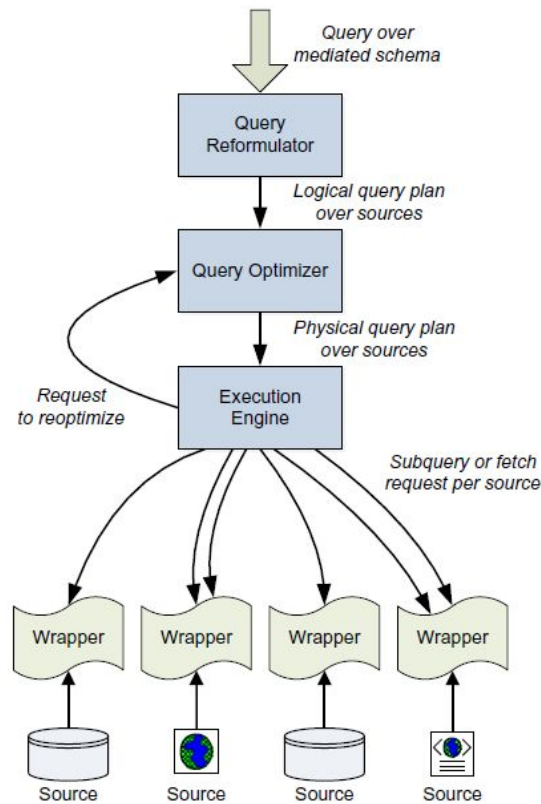 Query over
mediated schema
Query
Reformulator
Logical query plan
over sources
Query Optimizer
Physical query plan
over sources
Request
to reoptimize
Execution
Engine
Subquery or fetch
request per source
Wrapper
Wrapper
Wrapper
Wrapper
Source
Source
Source
Source